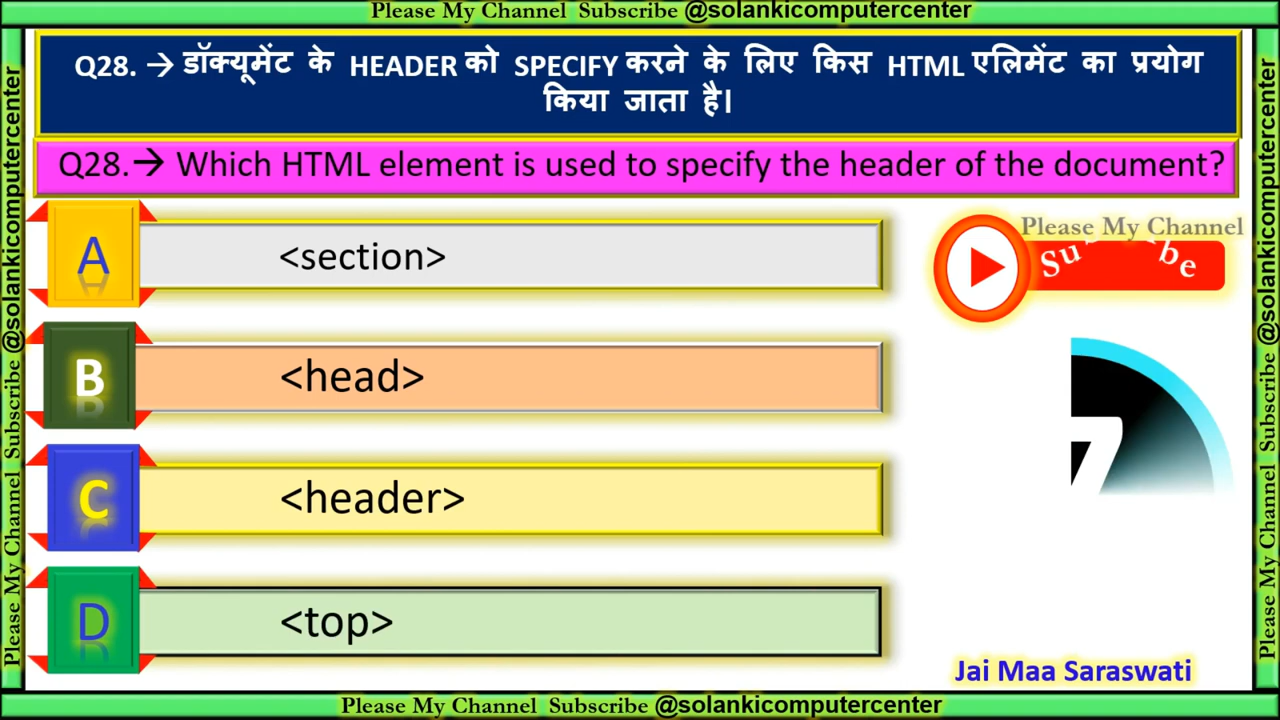 Please My Channel Subscribe @solankicomputercenter
Q28. → डॉक्यूमेंट के HEADER को SPECIFY करने के लिए किस HTML एलिमेंट का प्रयोग
किया जाता है।
Q28.→ Which HTML element is used to specify the header of the document?
A
<section>
Please My Channel
Subscribe
B
<head>
7
C
<header>
D
<top>
Jai Maa Saraswati
Please My Channel Subscribe @solankicomputercenter
Please My Channel Subscribe @solankicomputercenter
Please My Channel Subscribe @solankicomputercenter